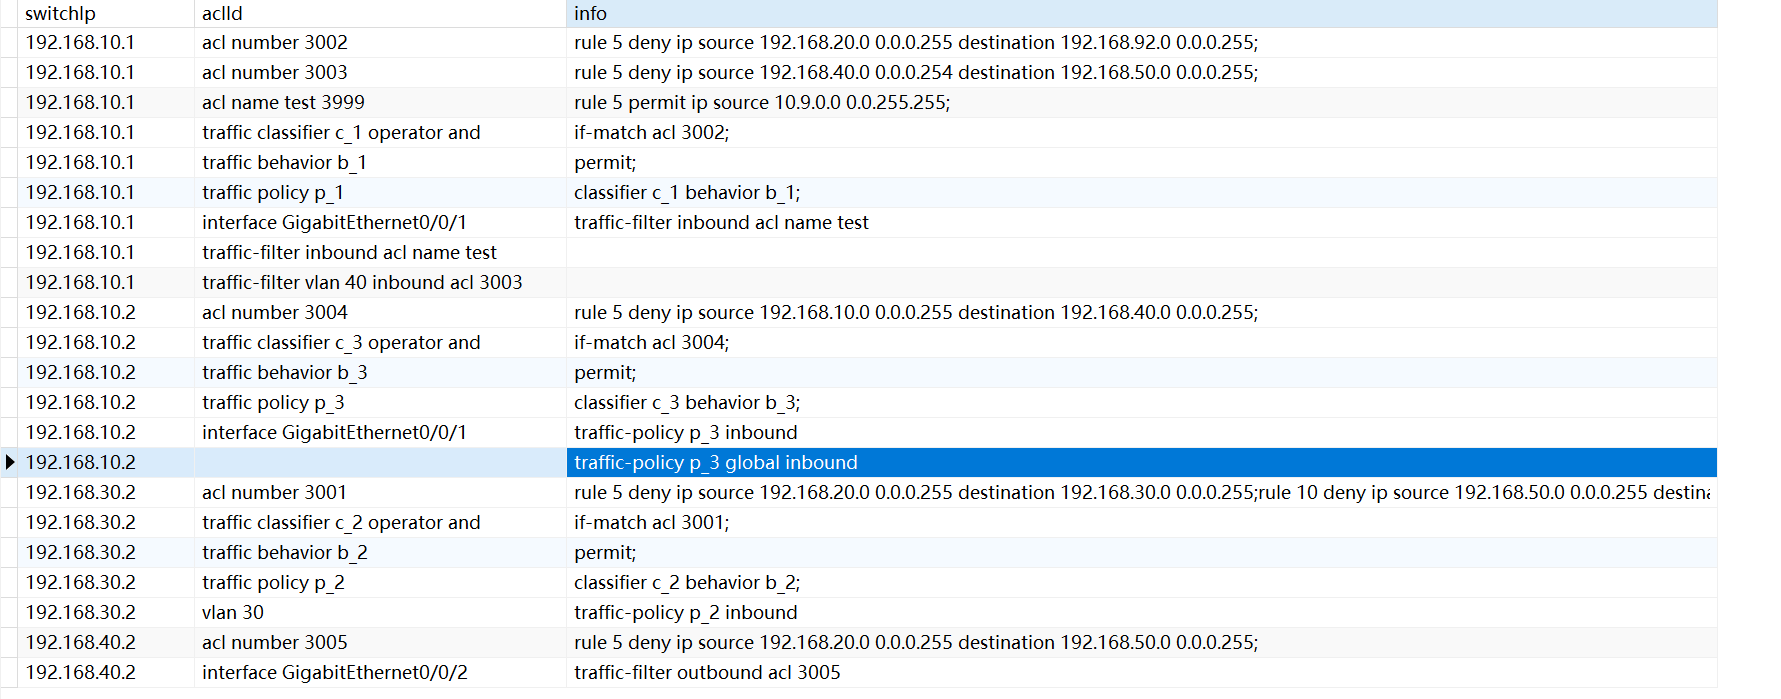 switchIp aclId info
192.168.10.1 acl number 3002 rule 5 deny ip source 192.168.20.0 0.0.0.255 destination 192.168.92.0 0.0.0.255;
192.168.10.1 acl number 3003 rule 5 deny ip source 192.168.40.0 0.0.0.254 destination 192.168.50.0 0.0.0.255;
192.168.10.1 acl name test 3999 rule 5 permit ip source 10.9.0.0 0.0.255.255;
192.168.10.1 traffic classifier c_1 operator and if-match acl 3002;
192.168.10.1 traffic behavior b_1 permit;
192.168.10.1 traffic policy p_1 classifier c_1 behavior b_1;
192.168.10.1 interface GigabitEthernet0/0/1 traffic-filter inbound acl name test
192.168.10.1 traffic-filter inbound acl name test
192.168.10.1 traffic-filter vlan 40 inbound acl 3003
192.168.10.2 acl number 3004 rule 5 deny ip source 192.168.10.0 0.0.0.255 destination 192.168.40.0 0.0.0.255;
192.168.10.2 traffic classifier c_3 operator and if-match acl 3004;
192.168.10.2 traffic behavior b_3 permit;
192.168.10.2 traffic policy p_3 classifier c_3 behavior b_3;
192.168.10.2 interface GigabitEthernet0/0/1 traffic-policy p_3 inbound
192.168.10.2 traffic-policy p_3 global inbound
192.168.30.2 acl number 3001 rule 5 deny ip source 192.168.20.0 0.0.0.255 destination 192.168.30.0 0.0.0.255;rule 10 deny ip source 192.168.50.0 0.0.0.255
192.168.30.2 traffic classifier c_2 operator and if-match acl 3001;
192.168.30.2 traffic behavior b_2 permit;
192.168.30.2 traffic policy p_2 classifier c_2 behavior b_2;
192.168.30.2 vlan 30 traffic-policy p_2 inbound
192.168.40.2 acl number 3005 rule 5 deny ip source 192.168.20.0 0.0.0.255 destination 192.168.50.0 0.0.0.255;
192.168.40.2 interface GigabitEthernet0/0/2 traffic-filter outbound acl 3005